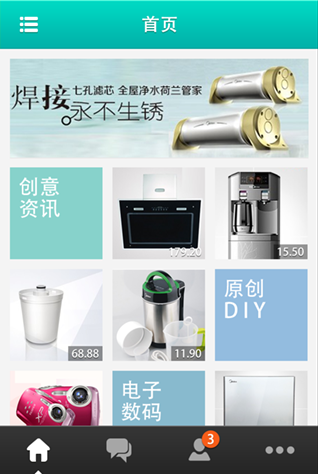 首页
焊接 七孔滤芯 全屋净水荷兰管家
永不生锈
创意
资讯
179.20
15.50
68.88
11.90
原创
DIY
电子
数码
3